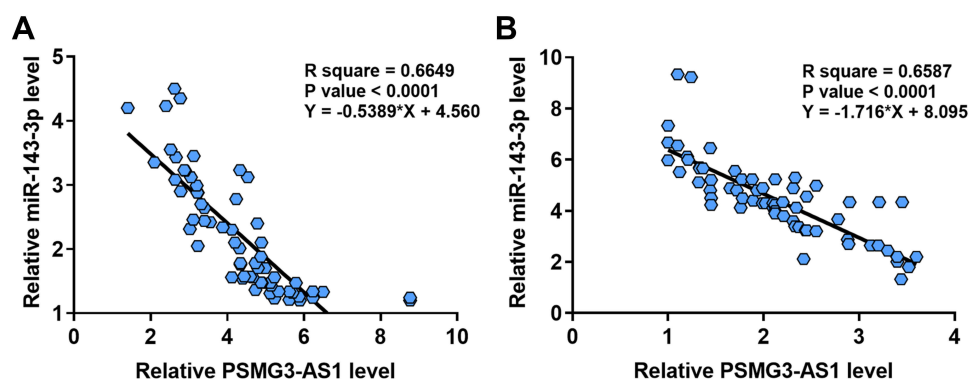 A
B
R square = 0.6649
P value < 0.0001
Y = -0.5389*X + 4.560
Relative miR-143-3p level
5
4
3
2
1
0
2
4
6
8
10
Relative PSMG3-AS1 level
R square = 0.6587
P value < 0.0001
Y = -1.716*X + 8.095
Relative miR-143-3p level
10
8
6
4
2
0
0
1
2
3
4
Relative PSMG3-AS1 level